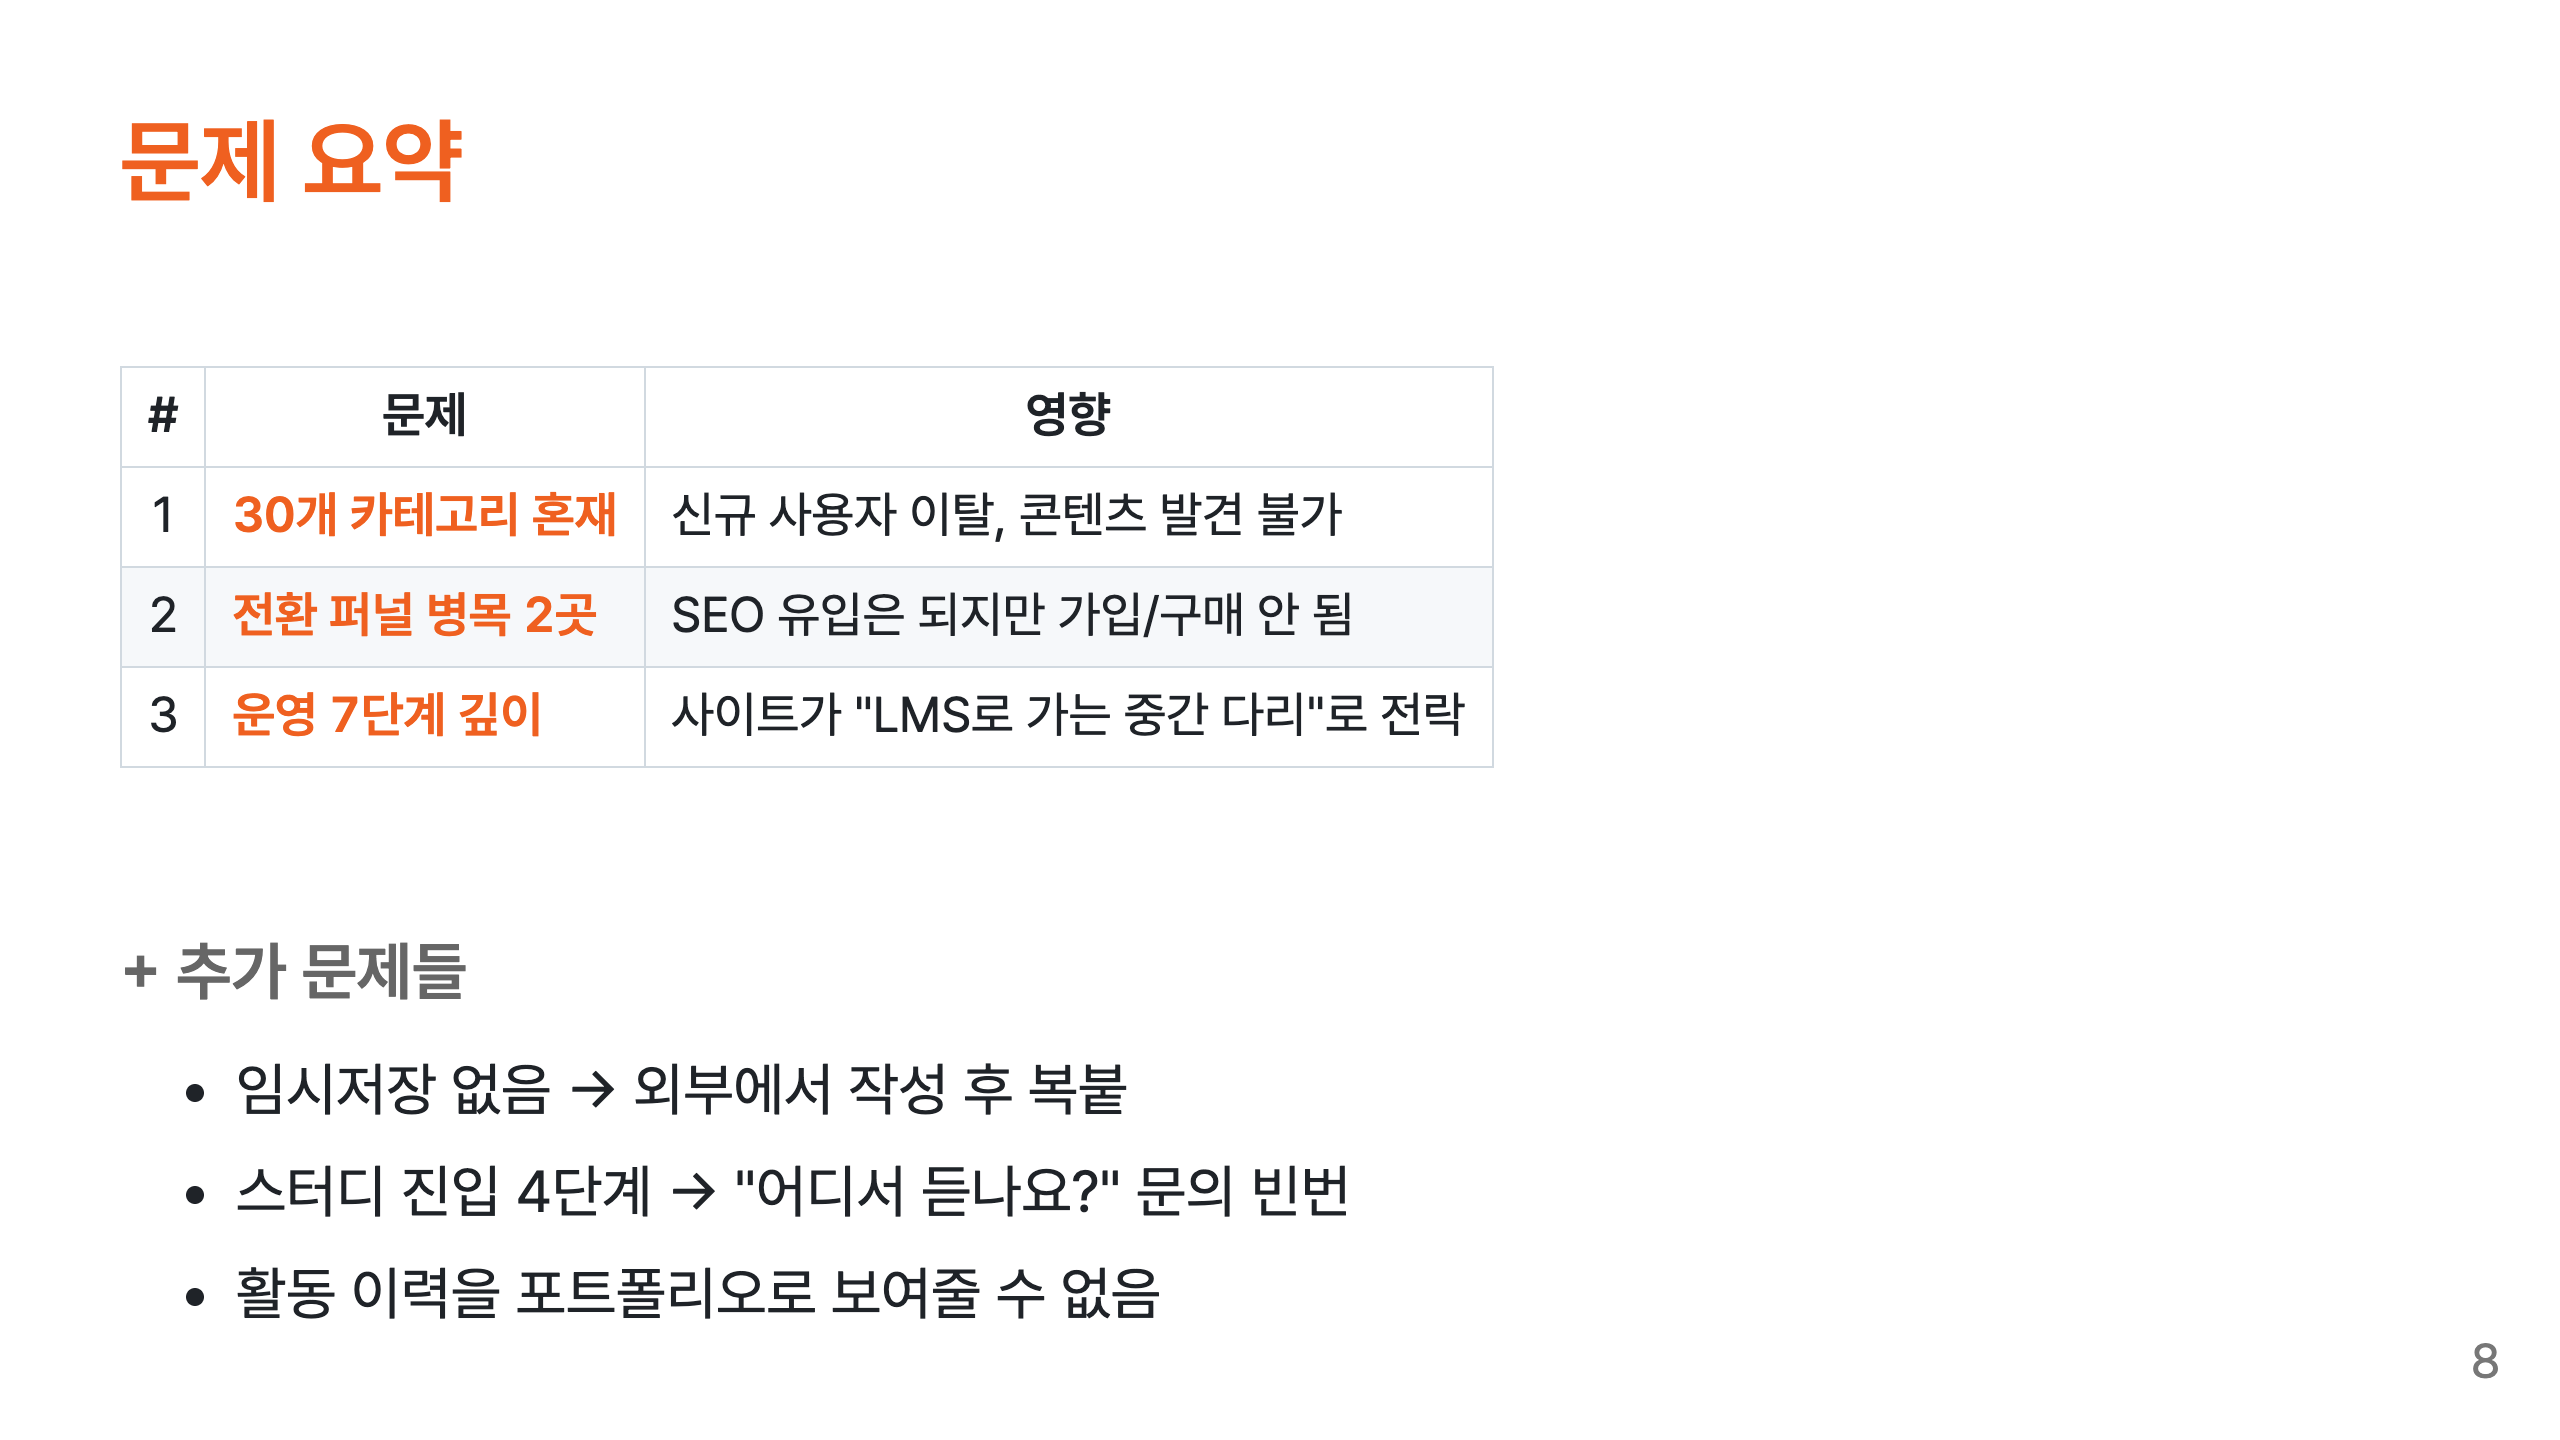 문제 요약
# 문제 영향
1 30개 카테고리 혼재 신규 사용자 이탈, 콘텐츠 발견 불가
2 전환 퍼널 병목 2곳 SEO 유입은 되지만 가입/구매 안 됨
3 운영 7단계 깊이 사이트가 "LMS로 가는 중간 다리"로 전락
+ 추가 문제들
• 임시저장 없음 → 외부에서 작성 후 복붙
• 스터디 진입 4단계 → "어디서 듣나요?" 문의 빈번
• 활동 이력을 포트폴리오로 보여줄 수 없음
8